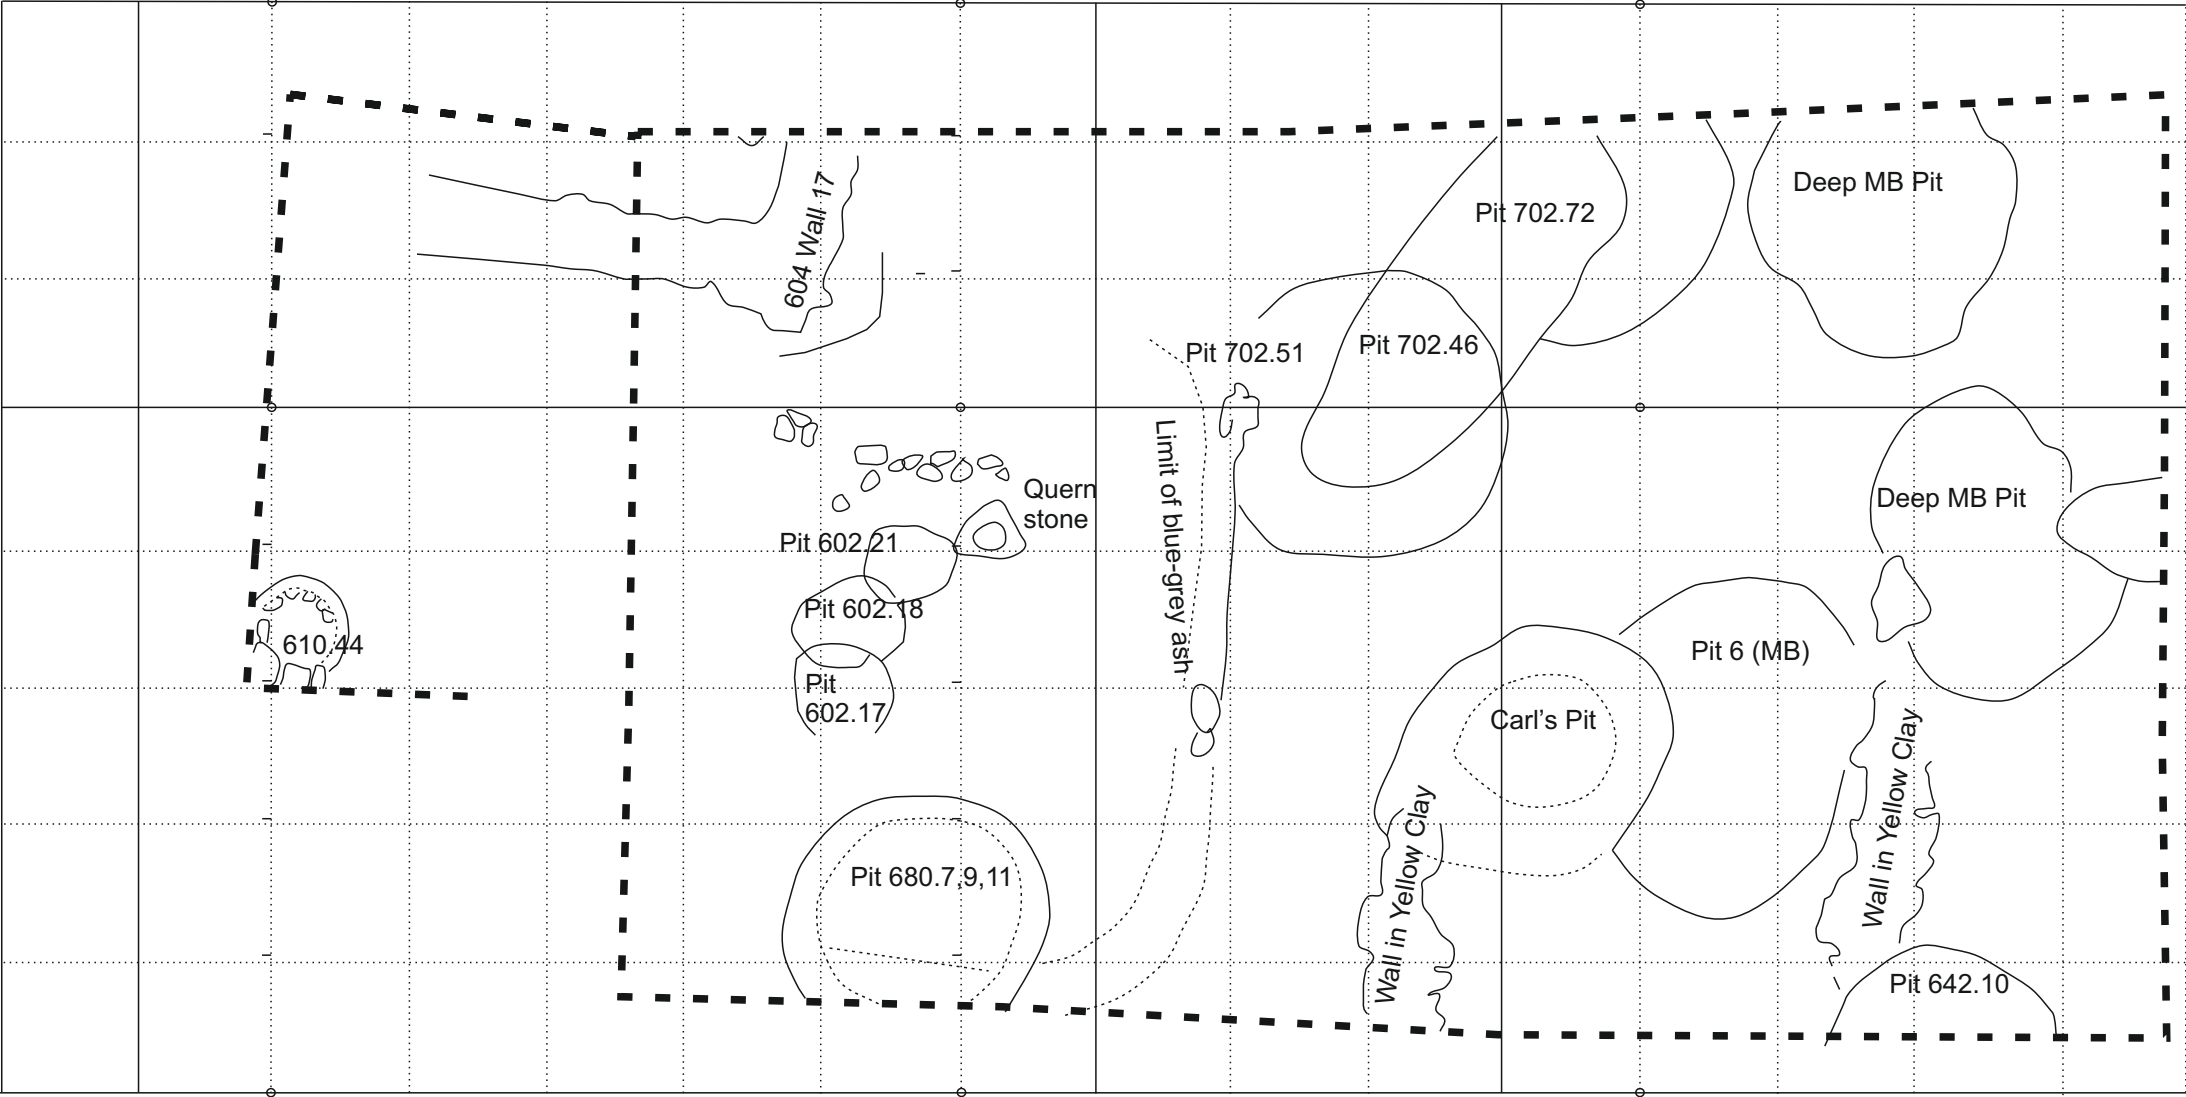 Deep MB Pit
Pit 702.72
604 Wall 17
Pit 702.51
Pit 702.46
Quern
stone
Limit of blue-grey ash
Deep MB Pit
Pit 602.21
Pit 602.18
610.44
Pit 6 (MB)
Pit
602.17
Carl's Pit
Wall in Yellow Clay
Wall in Yellow Clay
Pit 680.7,9,11
Pit 642.10